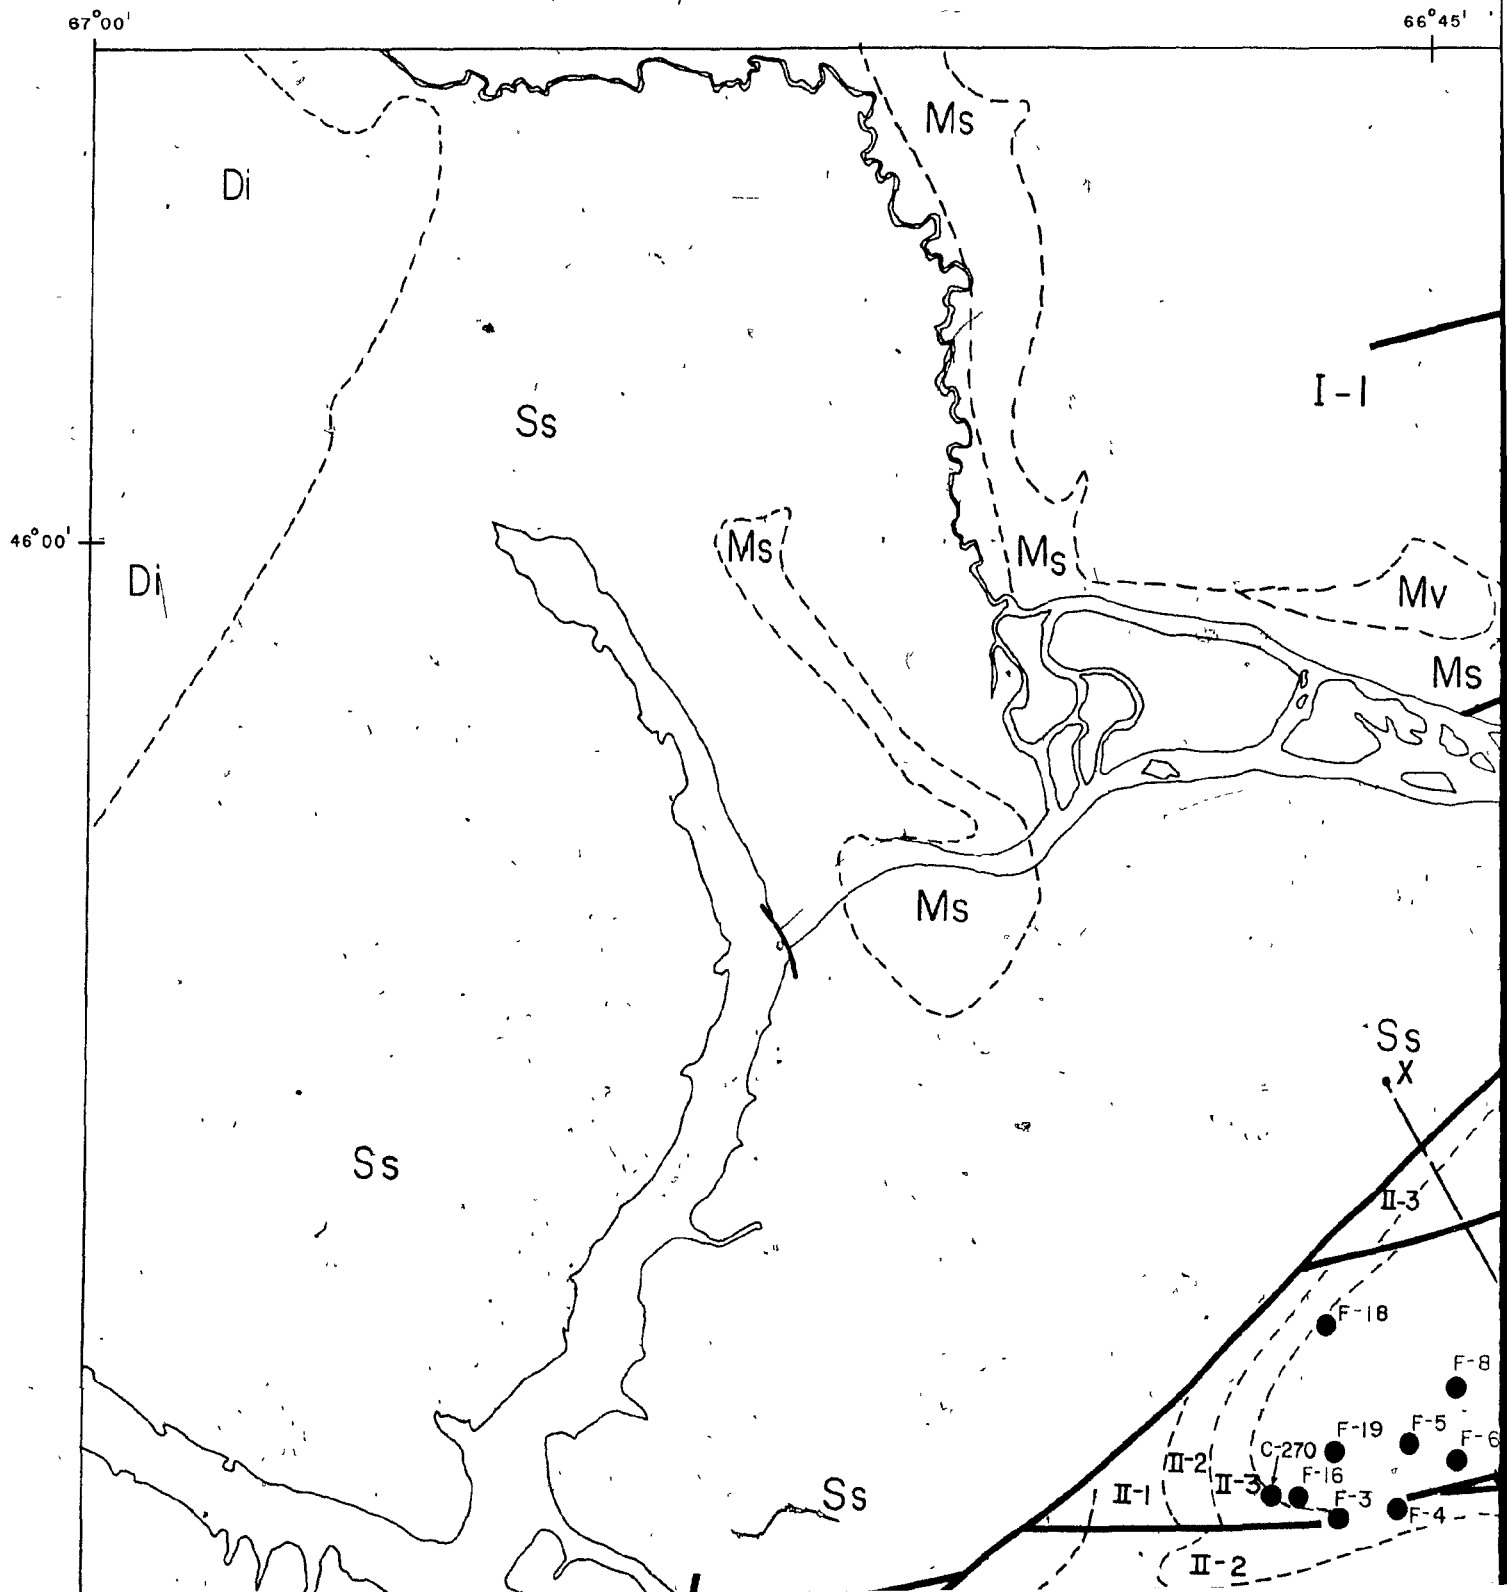 67°00'
66°45'
Ms
Di
I-1
Ss
46°00'
Ms
Ms
Di
Mv
Ms
Ms
Ss
X
Ss
II-3
F-18
F-8
F-19
F-5
F-6
C-270
II-2
F-16
II-3
II-1
F-3
Ss
F-4
II-2